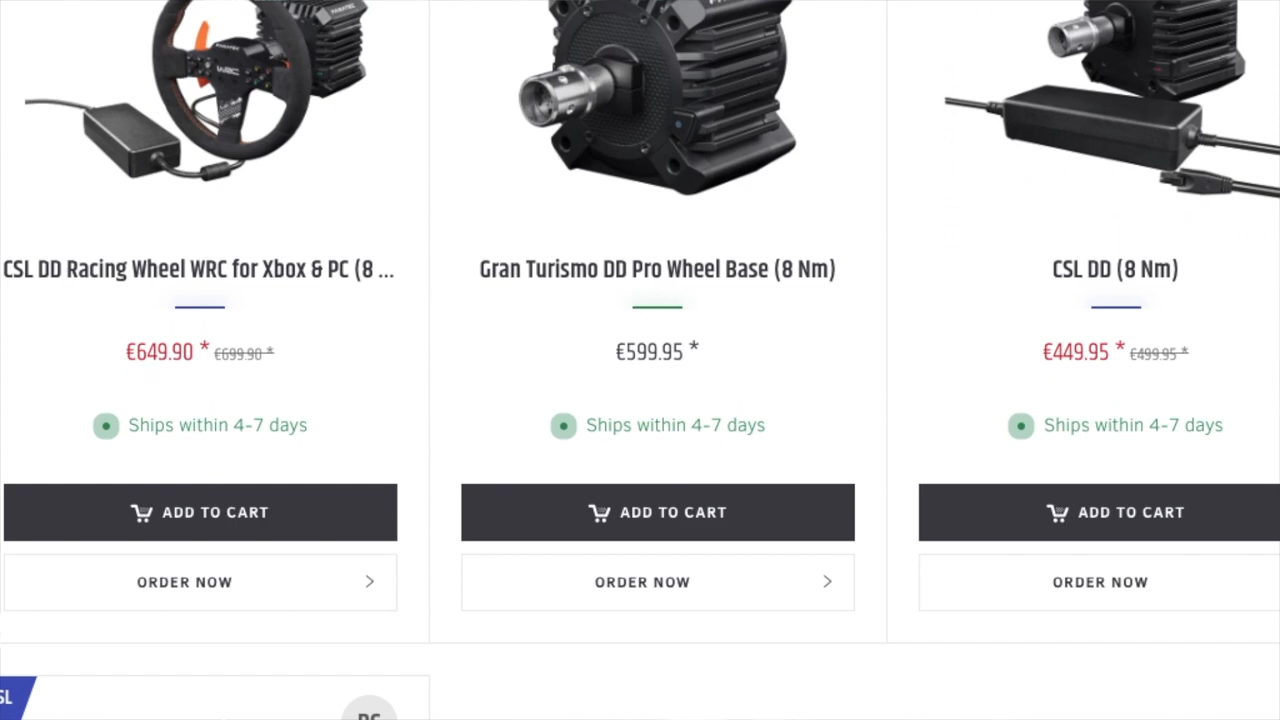 FANATEC
WRC
CSL DD Racing Wheel WRC for Xbox & PC (8 ...
€649.90 * €699.90 *
Ships within 4-7 days
ADD TO CART
ORDER NOW
Gran Turismo DD Pro Wheel Base (8 Nm)
€599.95 *
Ships within 4-7 days
ADD TO CART
ORDER NOW
CSL DD (8 Nm)
€449.95 * €499.95 *
Ships within 4-7 days
ADD TO CART
ORDER NOW
SL